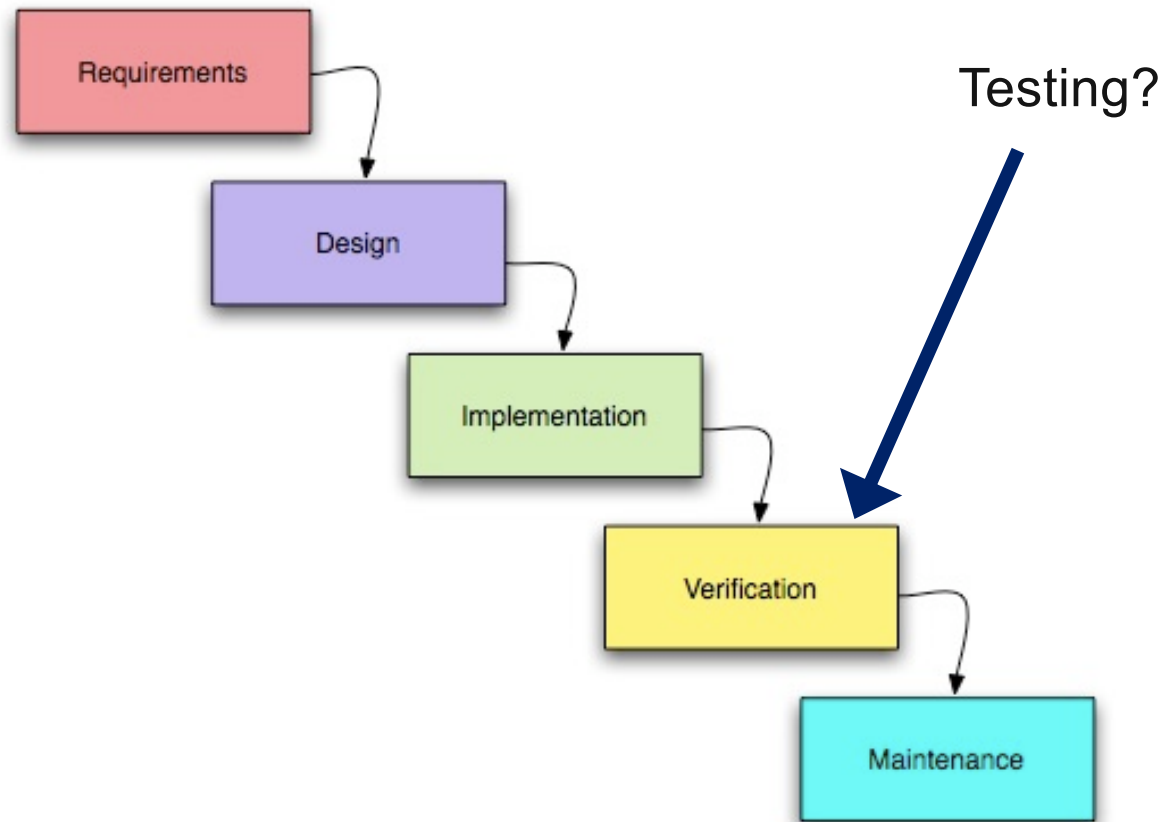 Requirements
Testing?
Design
Implementation
Verification
Maintenance